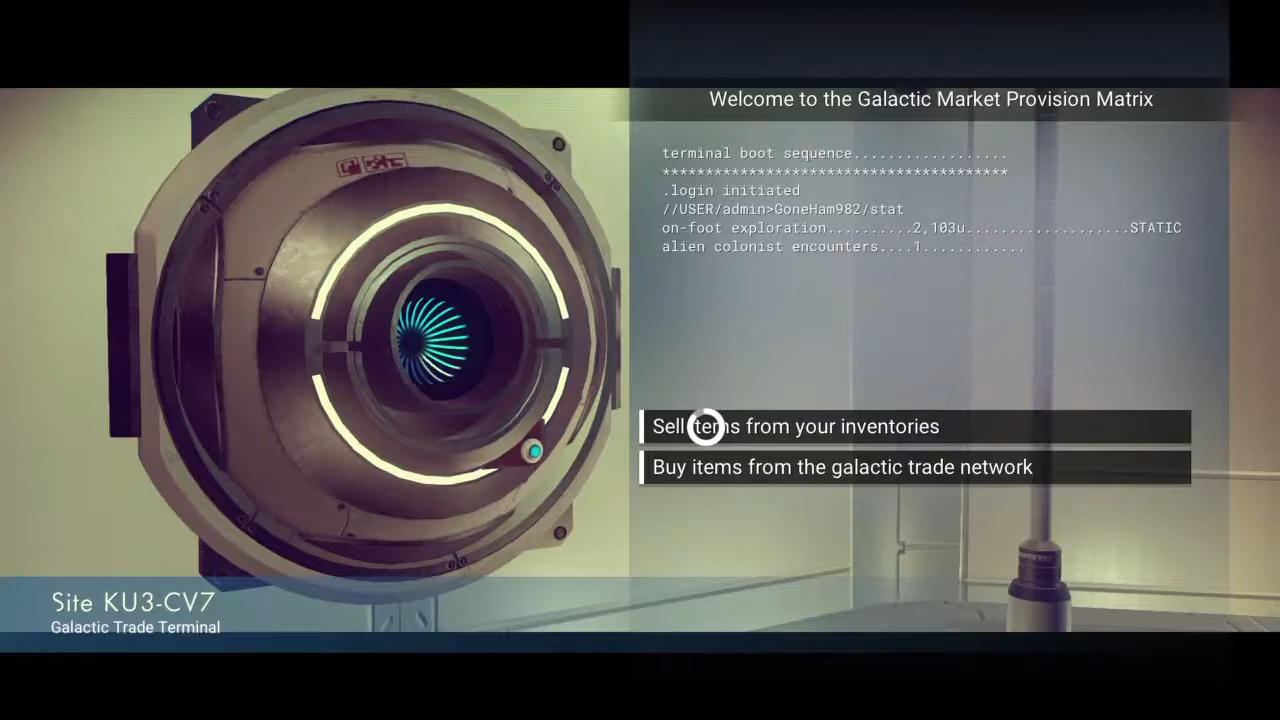 Welcome to the Galactic Market Provision Matrix
terminal boot sequence..................
****************************************
.login initiated
//USER/admin>GoneHam982/stat
on-foot exploration..........2,103u...................STATIC
alien colonist encounters....1............
Sell items from your inventories
Buy items from the galactic trade network
Site KU3-CV7
Galactic Trade Terminal